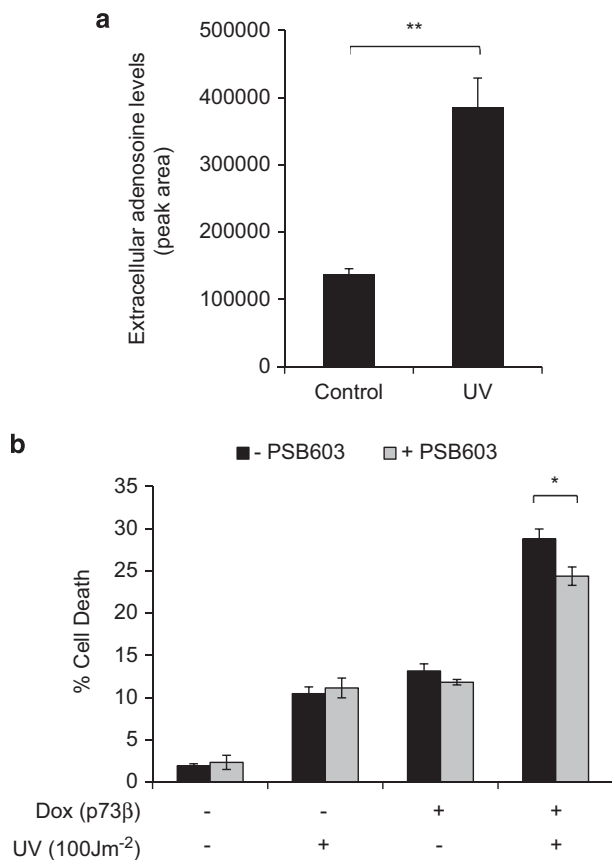 a
Extracellular adenosoine levels
(peak area)
500000
400000
300000
200000
100000
0
**
Control UV
b
- PSB603 + PSB603
% Cell Death
35
30
25
20
15
10
5
0
*
Dox (p73β) - - + +
UV (100Jm⁻²) - + - +